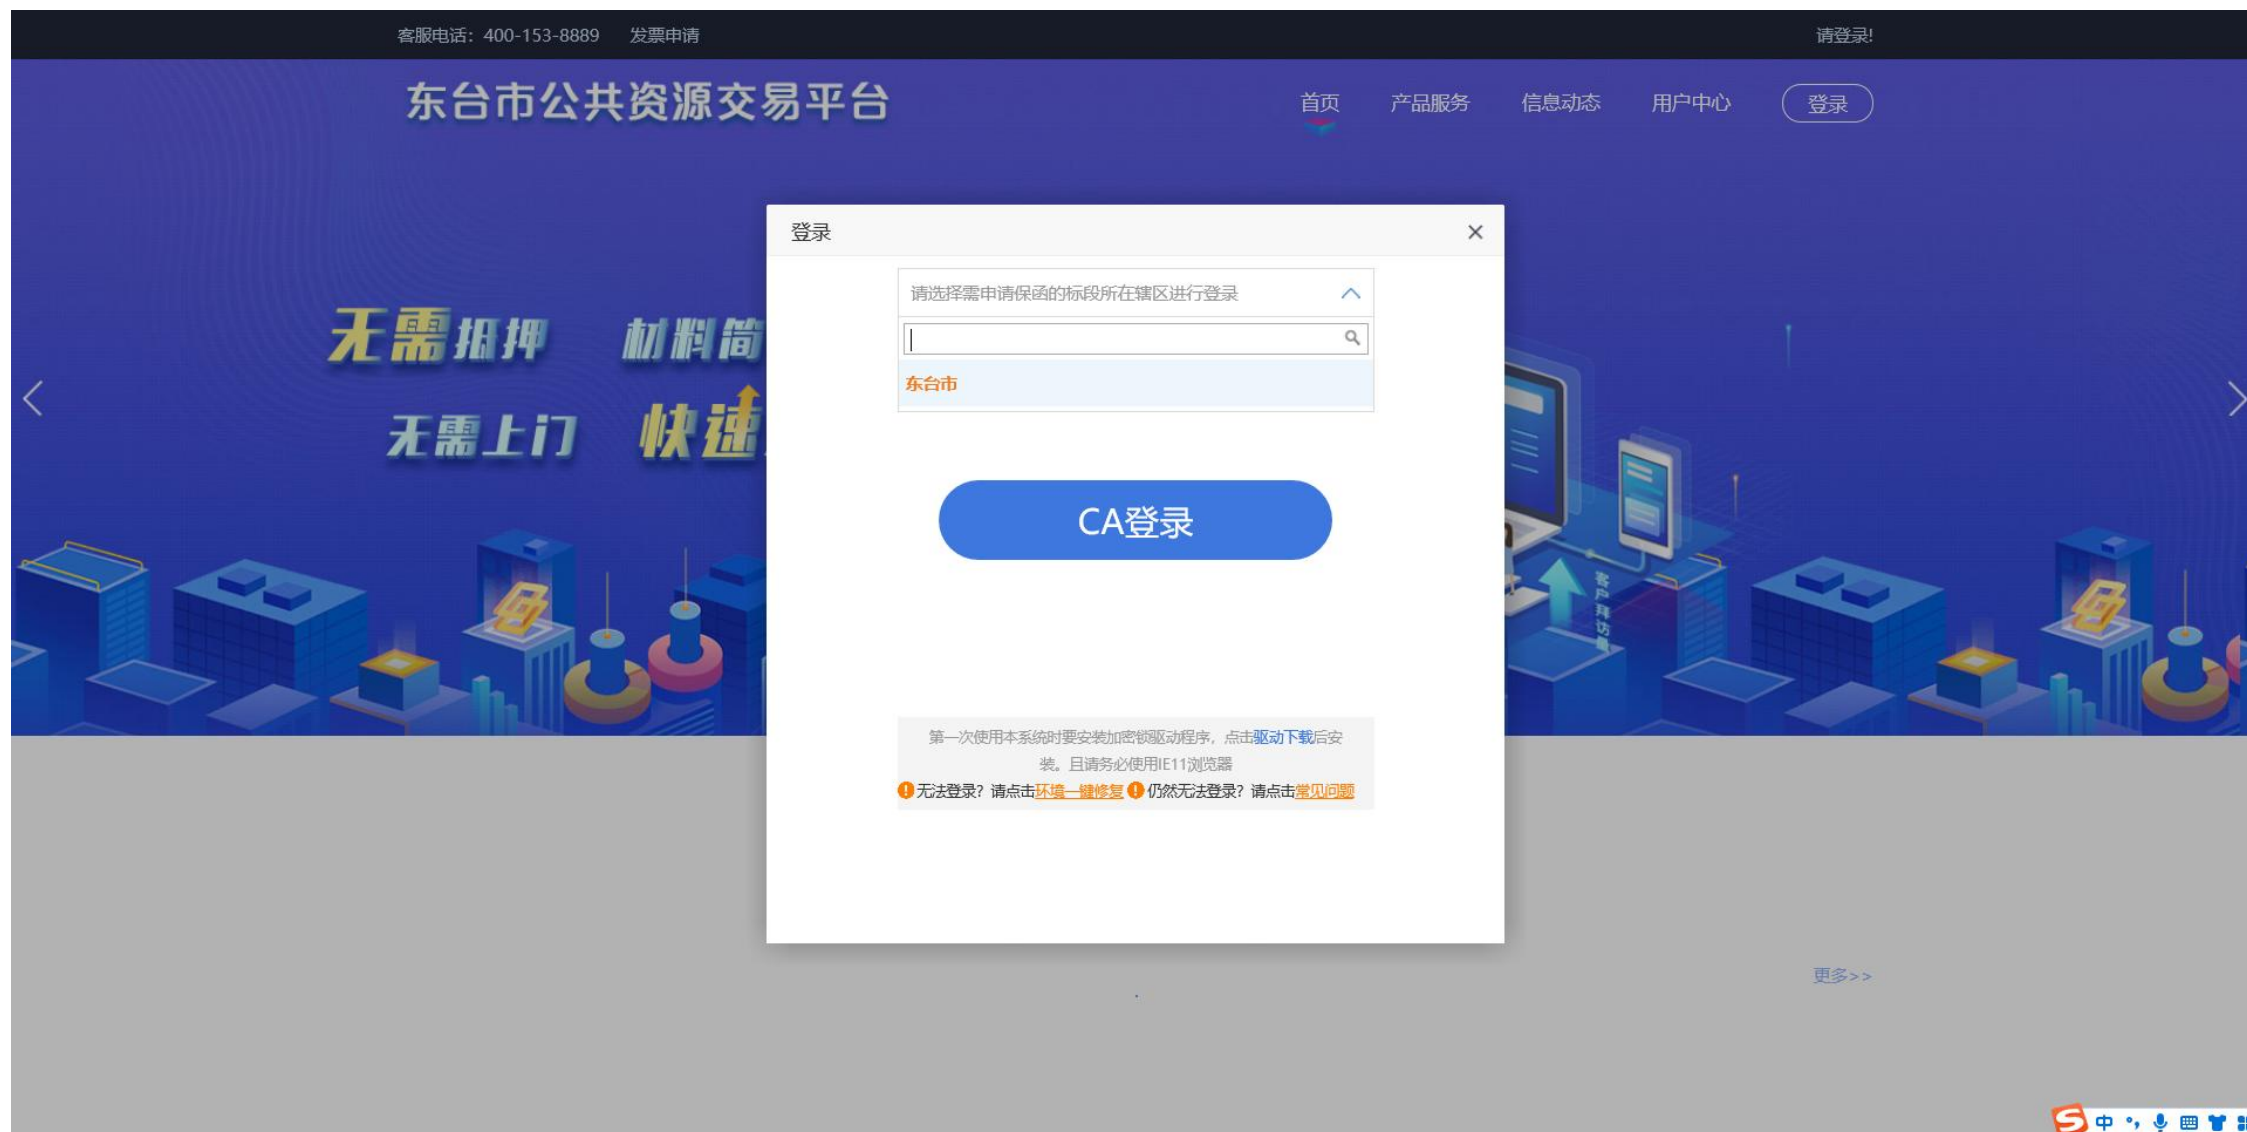 客服电话：400-153-8889 发票申请 请登录!
东台市公共资源交易平台 首页 产品服务 信息动态 用户中心 登录
登录
请选择需申请保函的标段所在辖区进行登录
东台市
无需抵押 材料简
无需上门 快速
CA登录
客户拜访量
第一次使用本系统时要安装加密锁驱动程序，点击驱动下载后安
装。且请务必使用IE11浏览器
无法登录？请点击环境一键修复 仍然无法登录？请点击常见问题
更多>>
中